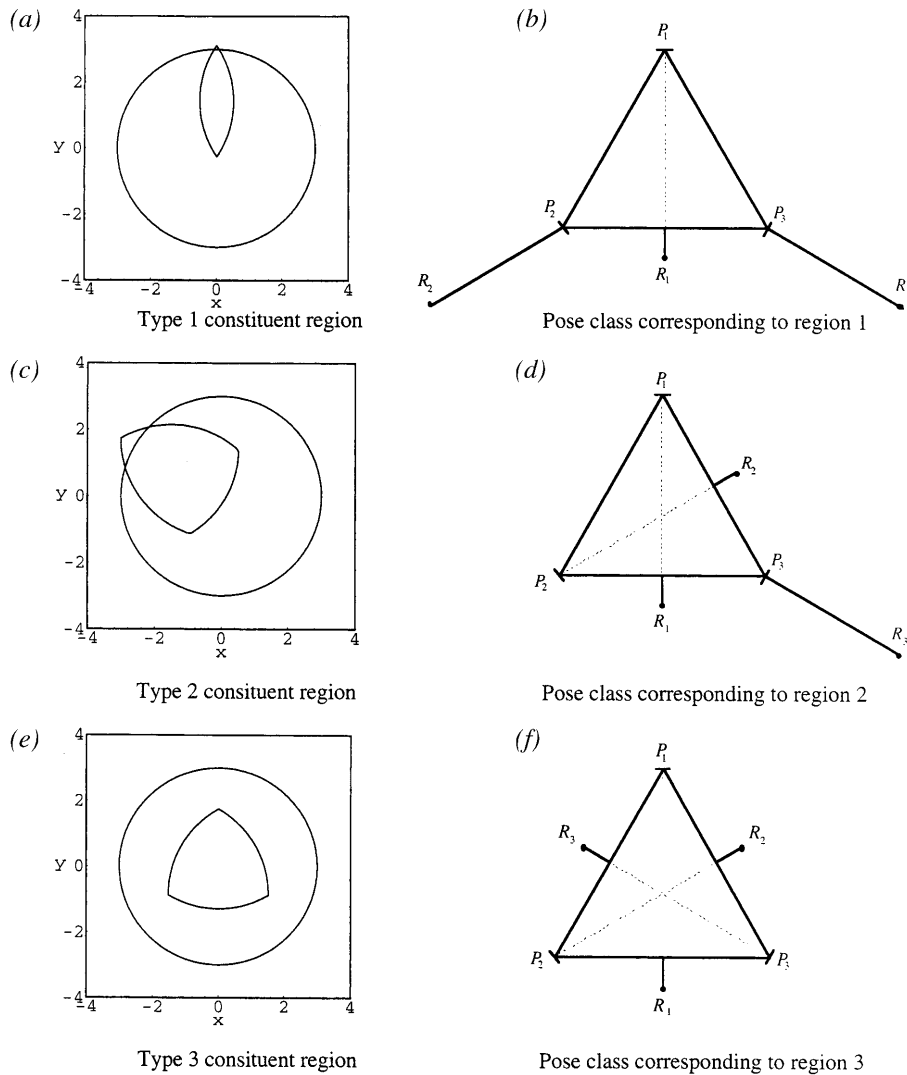 (a)
4
2
y 0
-2
-4
-4 -2 0 2 4
x
Type 1 constituent region
(b)
P1
P2
P3
R2
R1
R
Pose class corresponding to region 1
(c)
4
2
y 0
-2
-4
-4 -2 0 2 4
x
Type 2 consituent region
(d)
P1
R2
P2
P3
R1
R3
Pose class corresponding to region 2
(e)
4
2
y 0
-2
-4
-4 -2 0 2 4
x
Type 3 consituent region
(f)
P1
R3
R2
P2
P3
R1
Pose class corresponding to region 3